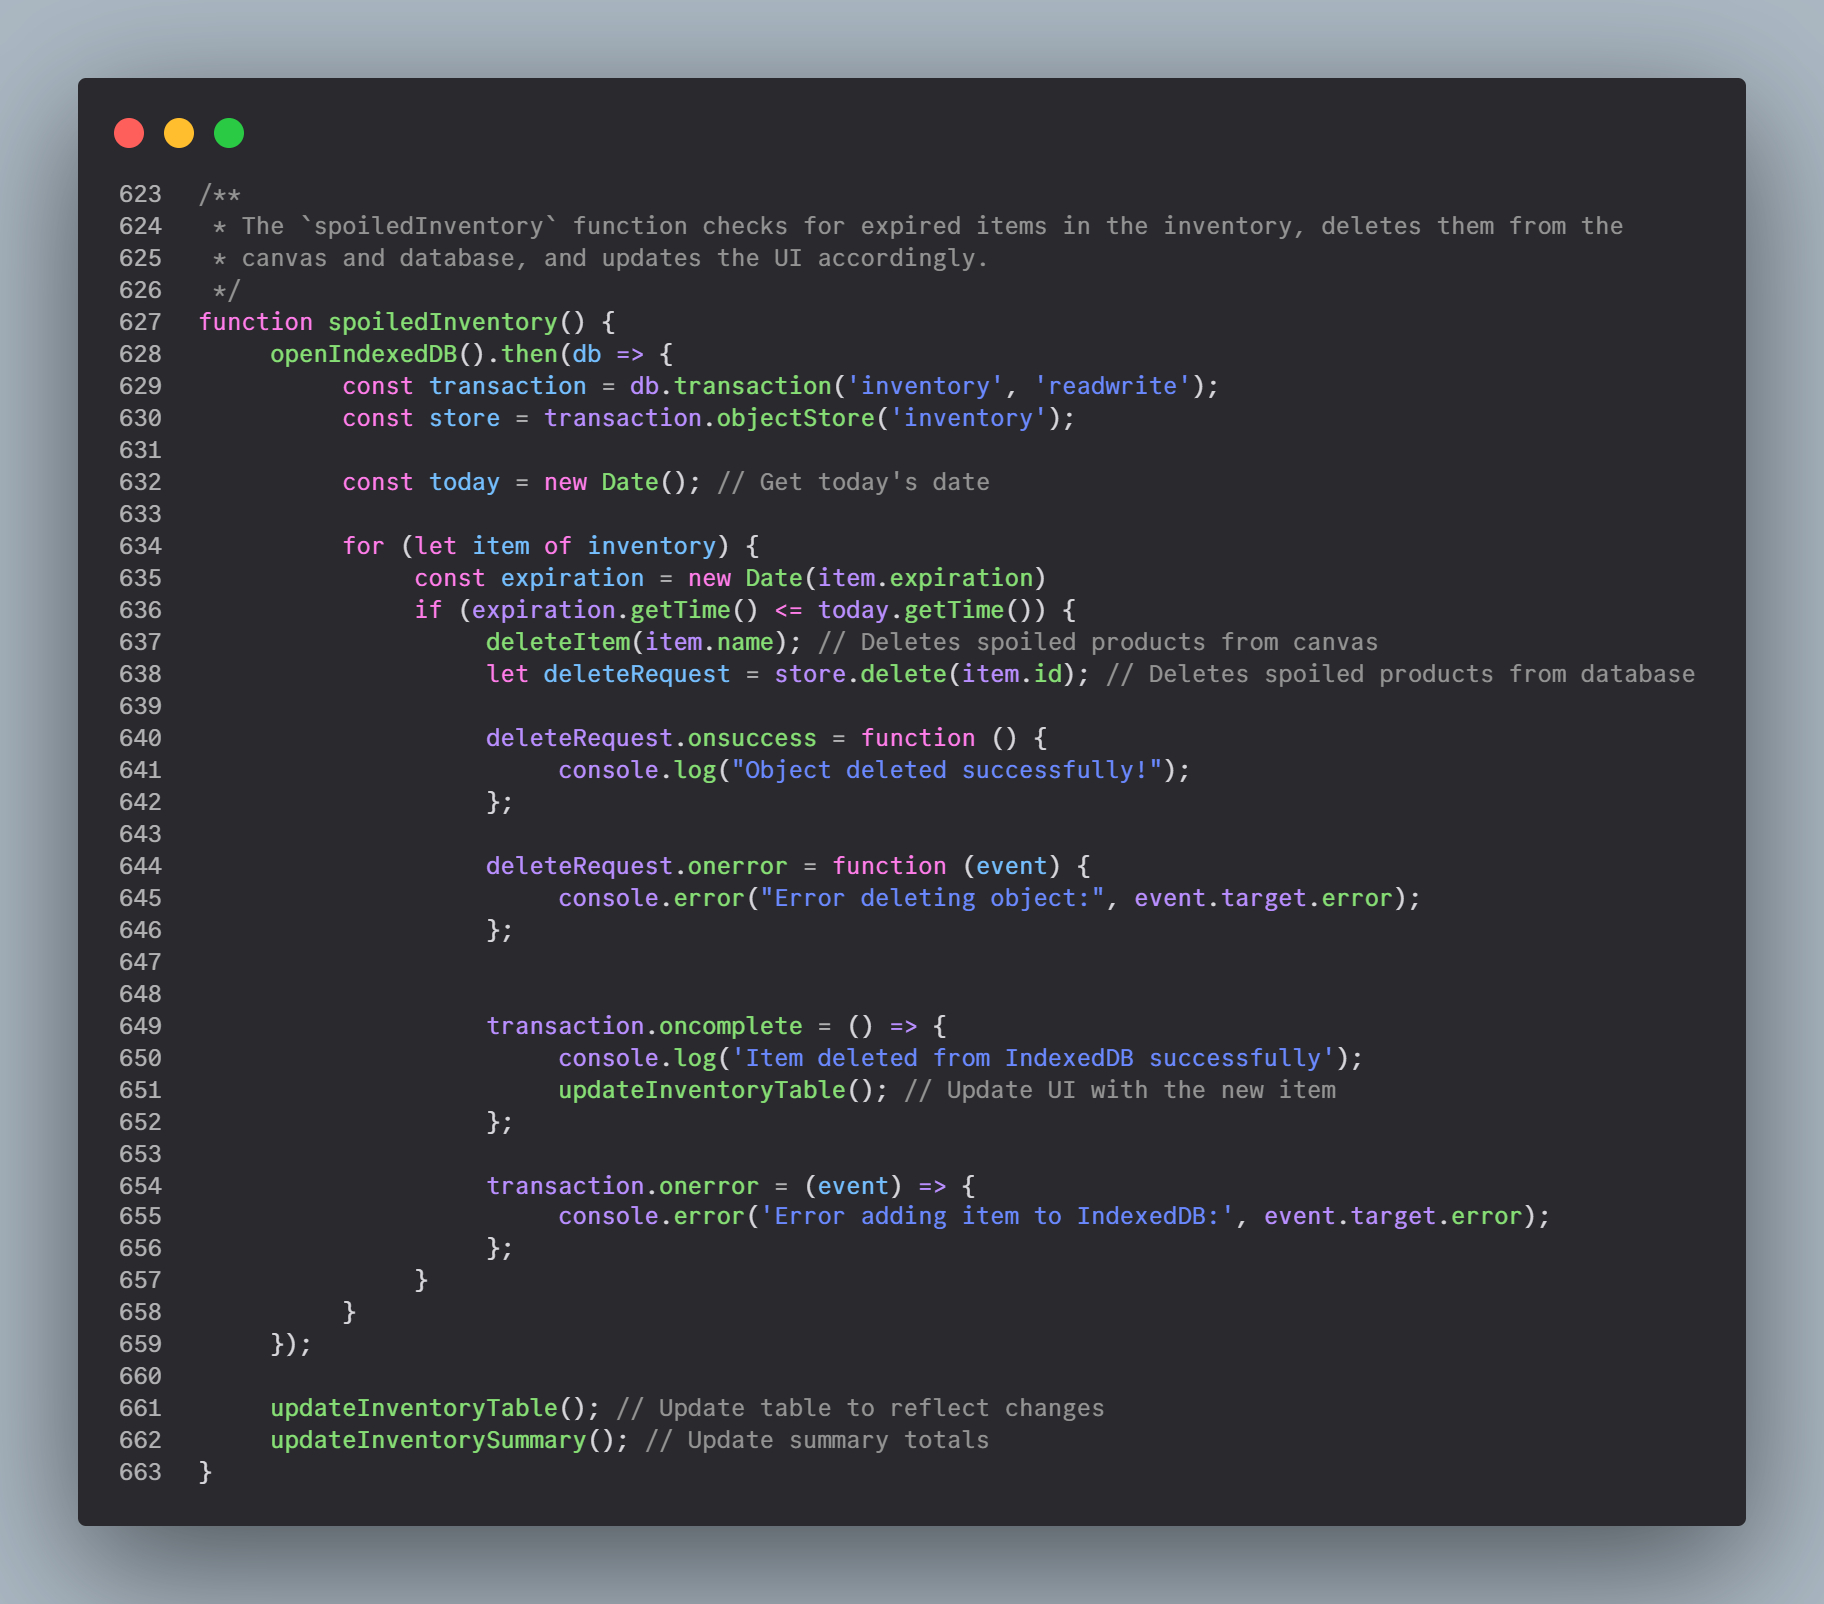 623 /**
624  * The `spoiledInventory` function checks for expired items in the inventory, deletes them from the
625  * canvas and database, and updates the UI accordingly.
626  */
627 function spoiledInventory() {
628      openIndexedDB().then(db => {
629           const transaction = db.transaction('inventory', 'readwrite');
630           const store = transaction.objectStore('inventory');
631
632           const today = new Date(); // Get today's date
633
634           for (let item of inventory) {
635                const expiration = new Date(item.expiration)
636                if (expiration.getTime() <= today.getTime()) {
637                     deleteItem(item.name); // Deletes spoiled products from canvas
638                     let deleteRequest = store.delete(item.id); // Deletes spoiled products from database
639
640                     deleteRequest.onsuccess = function () {
641                          console.log("Object deleted successfully!");
642                     };
643
644                     deleteRequest.onerror = function (event) {
645                          console.error("Error deleting object:", event.target.error);
646                     };
647
648
649                     transaction.oncomplete = () => {
650                          console.log('Item deleted from IndexedDB successfully');
651                          updateInventoryTable(); // Update UI with the new item
652                     };
653
654                     transaction.onerror = (event) => {
655                          console.error('Error adding item to IndexedDB:', event.target.error);
656                     };
657                }
658           }
659      });
660
661      updateInventoryTable(); // Update table to reflect changes
662      updateInventorySummary(); // Update summary totals
663 }